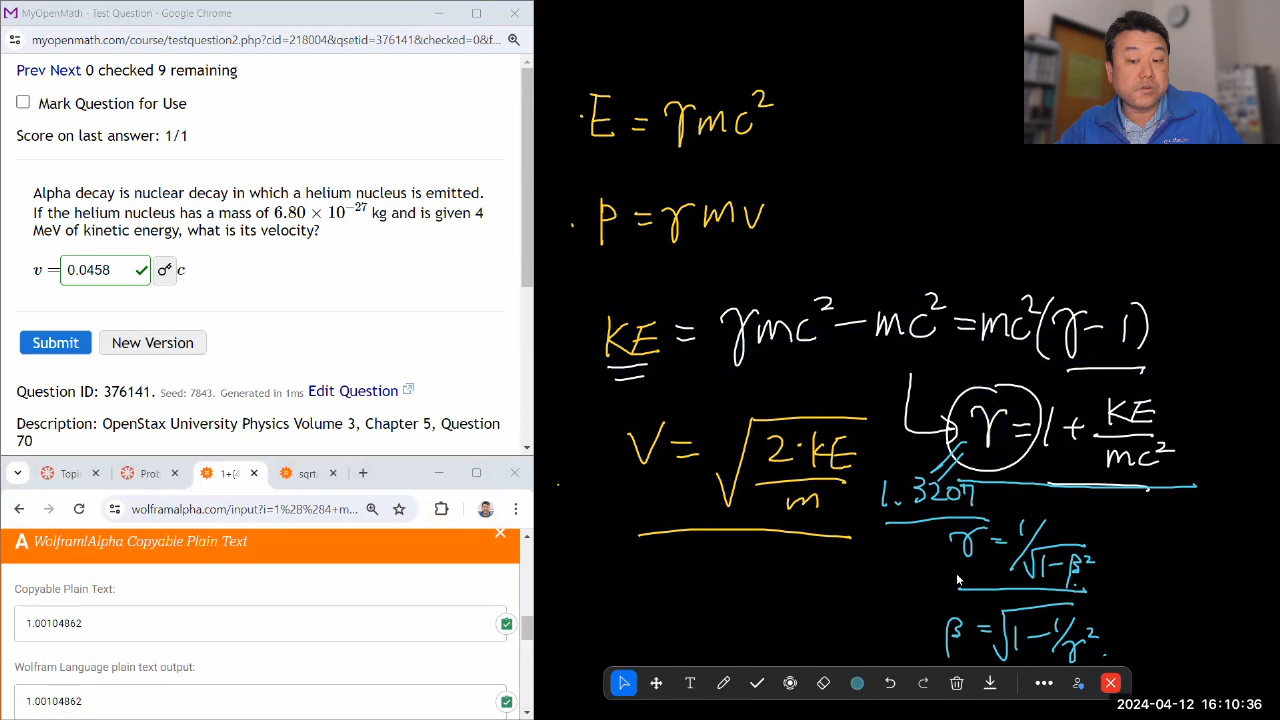 MyOpenMath - Test Question - Google Chrome
myopenmath.com/course/testquestion2.php?cid=218004&qsetid=376141&checked=0&f...
Prev Next 0 checked 9 remaining
Mark Question for Use
Score on last answer: 1/1
Alpha decay is nuclear decay in which a helium nucleus is emitted.
If the helium nucleus has a mass of 6.80 × 10⁻²⁷ kg and is given 4
MeV of kinetic energy, what is its velocity?
v = 0.0458 c
Submit New Version
Question ID: 376141. Seed: 7843. Generated in 1ms Edit Question
Description: OpenStax University Physics Volume 3, Chapter 5, Question
70
Topi Prob 1+(4 sqrt
wolframalpha.com/input?i=1%2B%284+m...
Wolfram|Alpha Copyable Plain Text
Copyable Plain Text:
1.00104862
Wolfram Language plain text output:
1.00104862
· E = γmc²
· p = γmv
KE = γmc² − mc² = mc²(γ − 1)
V = √(2·KE/m)
γ = 1 + KE/mc²
1.3207
γ = 1/√(1−β²)
β = √(1−1/γ²).
T
2024-04-12 16:10:36